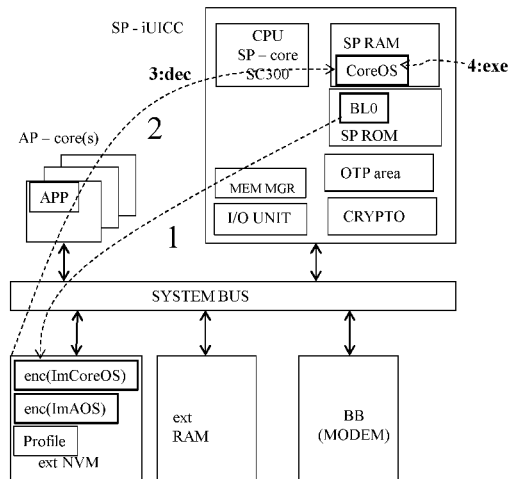 SP - iUICC
CPU
SP – core
SC300
SP RAM
CoreOS
3:dec
4:exe
2
BL0
SP ROM
AP – core(s)
APP
OTP area
MEM MGR
I/O UNIT
CRYPTO
1
SYSTEM BUS
enc(ImCoreOS)
enc(ImAOS)
Profile
ext NVM
ext
RAM
BB
(MODEM)